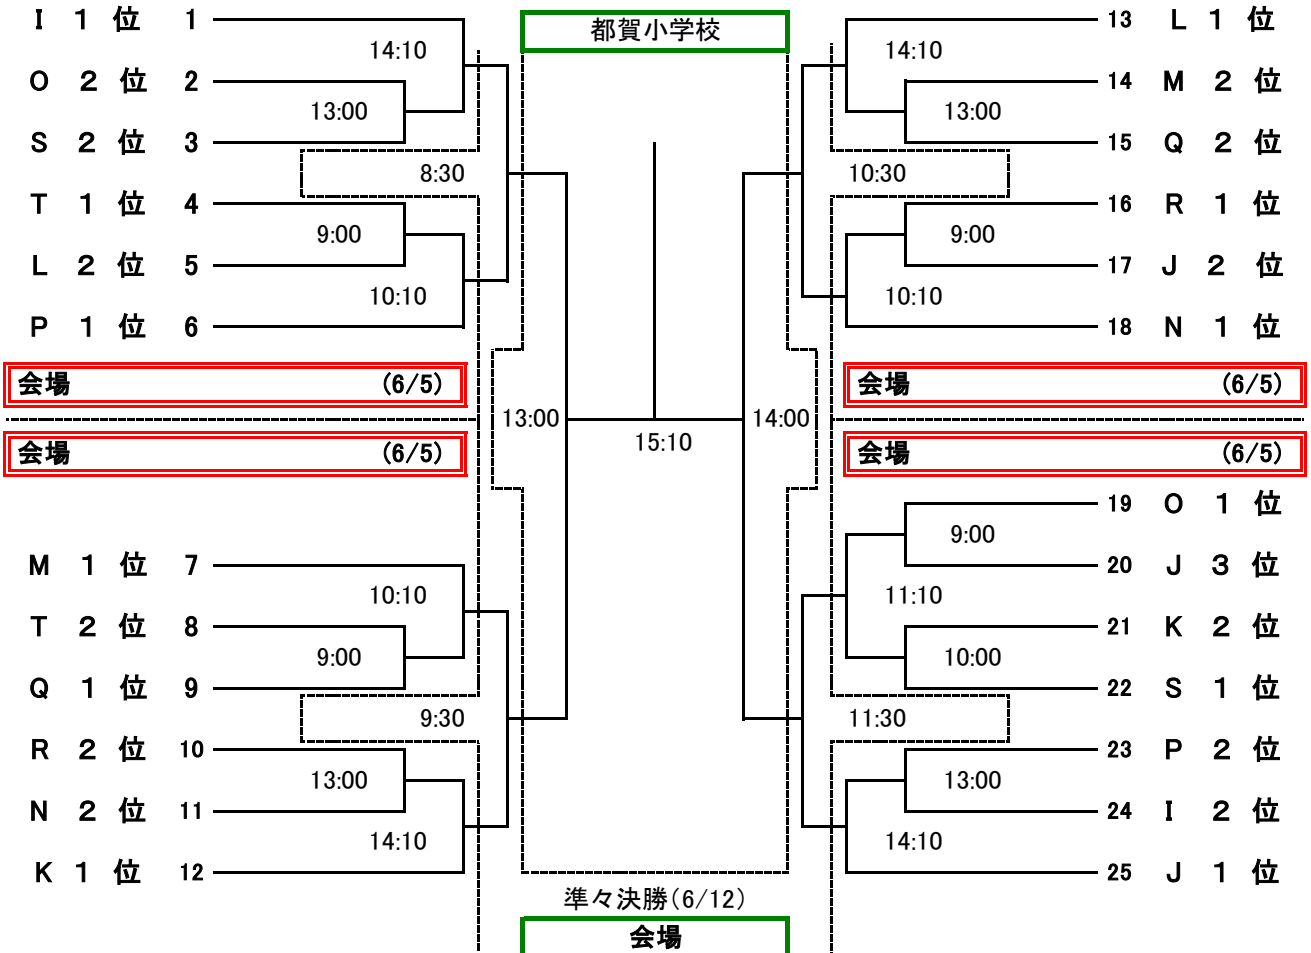 都賀小学校
I 1 位 1
14:10
O 2 位 2
13:00
S 2 位 3
8:30
T 1 位 4
9:00
L 2 位 5
10:10
P 1 位 6
会場 (6/5)
会場 (6/5)
M 1 位 7
10:10
T 2 位 8
9:00
Q 1 位 9
9:30
R 2 位 10
13:00
N 2 位 11
14:10
K 1 位 12
13:00
15:10
14:00
13 L 1 位
14:10
14 M 2 位
13:00
15 Q 2 位
10:30
16 R 1 位
9:00
17 J 2 位
10:10
18 N 1 位
会場 (6/5)
会場 (6/5)
19 O 1 位
9:00
20 J 3 位
11:10
21 K 2 位
10:00
22 S 1 位
11:30
23 P 2 位
13:00
24 I 2 位
14:10
25 J 1 位
準々決勝(6/12)
会場